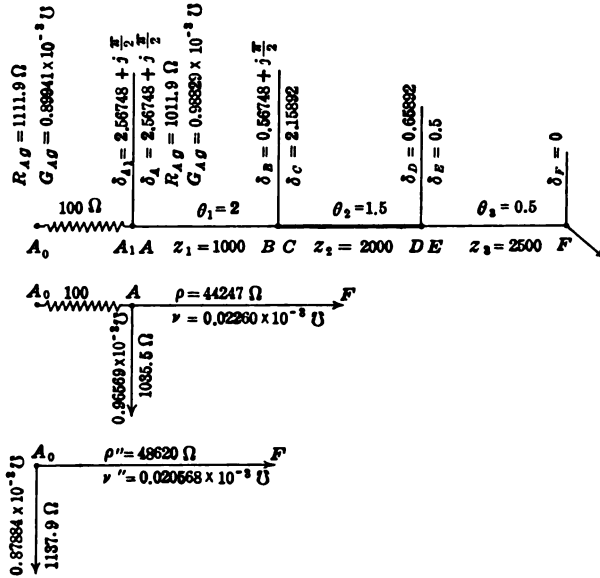 R_{Ag} = 1111.9 Ω
G_{Ag} = 0.89941 × 10⁻³ ℧
δ_{A1} = 2.56748 + j π/2
δ_A = 2.56748 + j π/2
R_{Ag} = 1011.9 Ω
G_{Ag} = 0.98829 × 10⁻³ ℧
δ_B = 0.56748 + j π/2
δ_C = 2.15892
δ_D = 0.65892
δ_E = 0.5
δ_F = 0
100 Ω θ₁ = 2 θ₂ = 1.5 θ₃ = 0.5
A₀ A₁ A z₁ = 1000 B C z₂ = 2000 D E z₃ = 2500 F
A₀ 100 A ρ = 44247 Ω F
ν = 0.02260 × 10⁻³ ℧
0.96569 × 10⁻³ ℧
1035.5 Ω
A₀ ρ'' = 48620 Ω F
ν'' = 0.020568 × 10⁻³ ℧
0.87884 × 10⁻³ ℧
1137.9 Ω